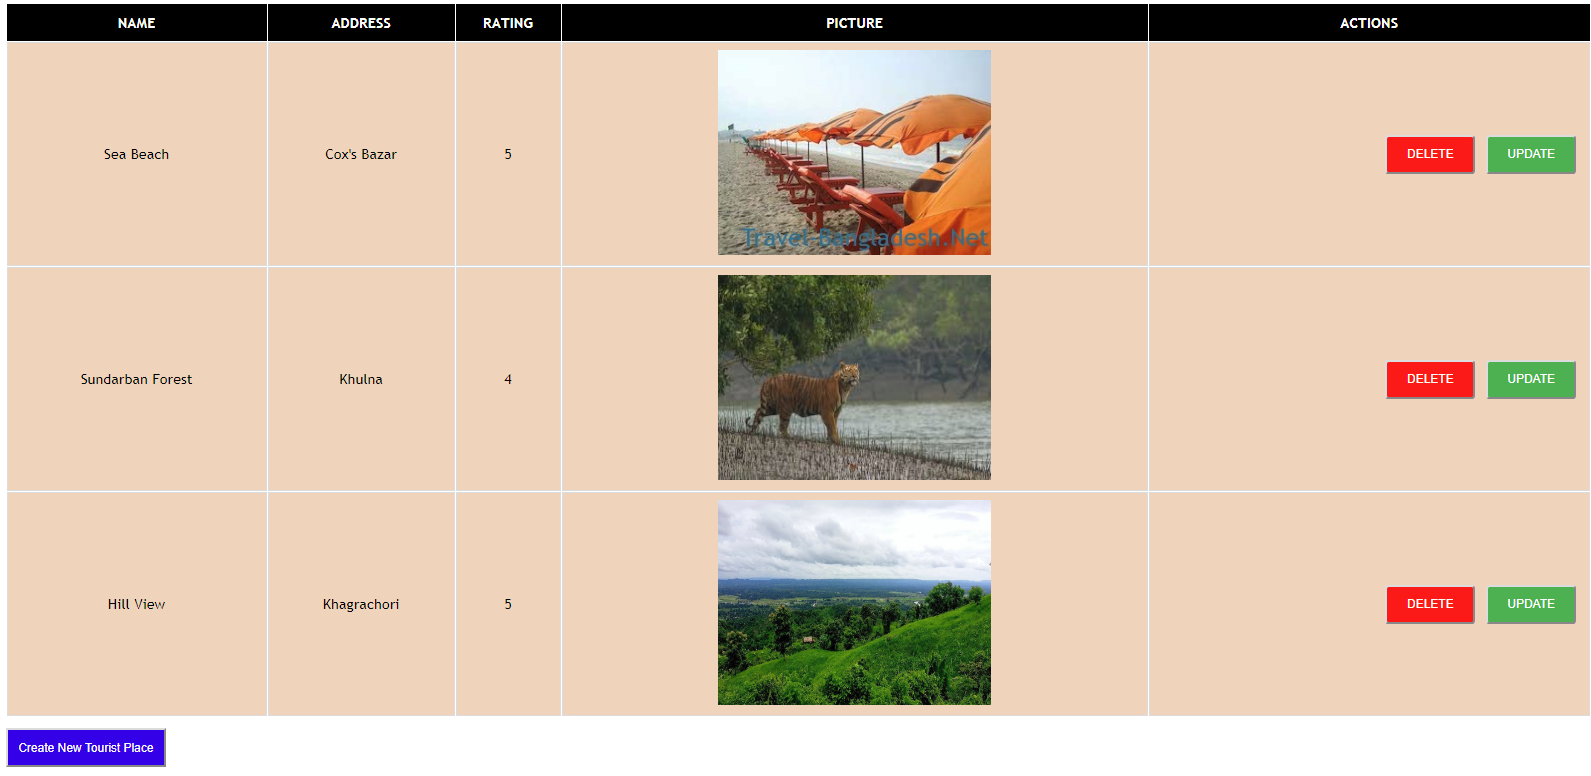 NAME ADDRESS RATING PICTURE ACTIONS
Travel-Bangladesh.Net
Sea Beach Cox's Bazar 5 DELETE UPDATE
Sundarban Forest Khulna 4 DELETE UPDATE
Hill View Khagrachori 5 DELETE UPDATE
Create New Tourist Place